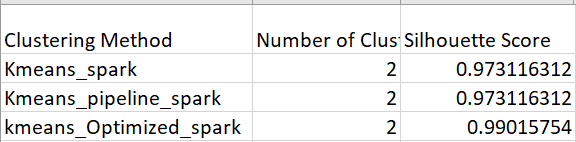 Clustering Method Number of Clus Silhouette Score
Kmeans_spark 2 0.973116312
Kmeans_pipeline_spark 2 0.973116312
kmeans_Optimized_spark 2 0.99015754